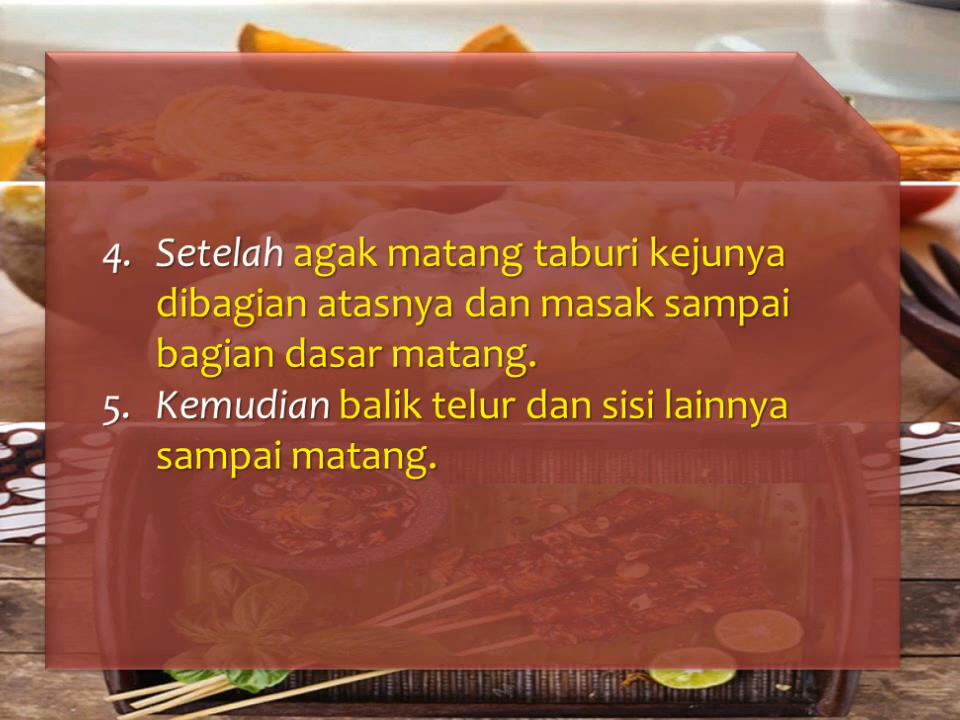 4. Setelah agak matang taburi kejunya
dibagian atasnya dan masak sampai
bagian dasar matang.
5. Kemudian balik telur dan sisi lainnya
sampai matang.